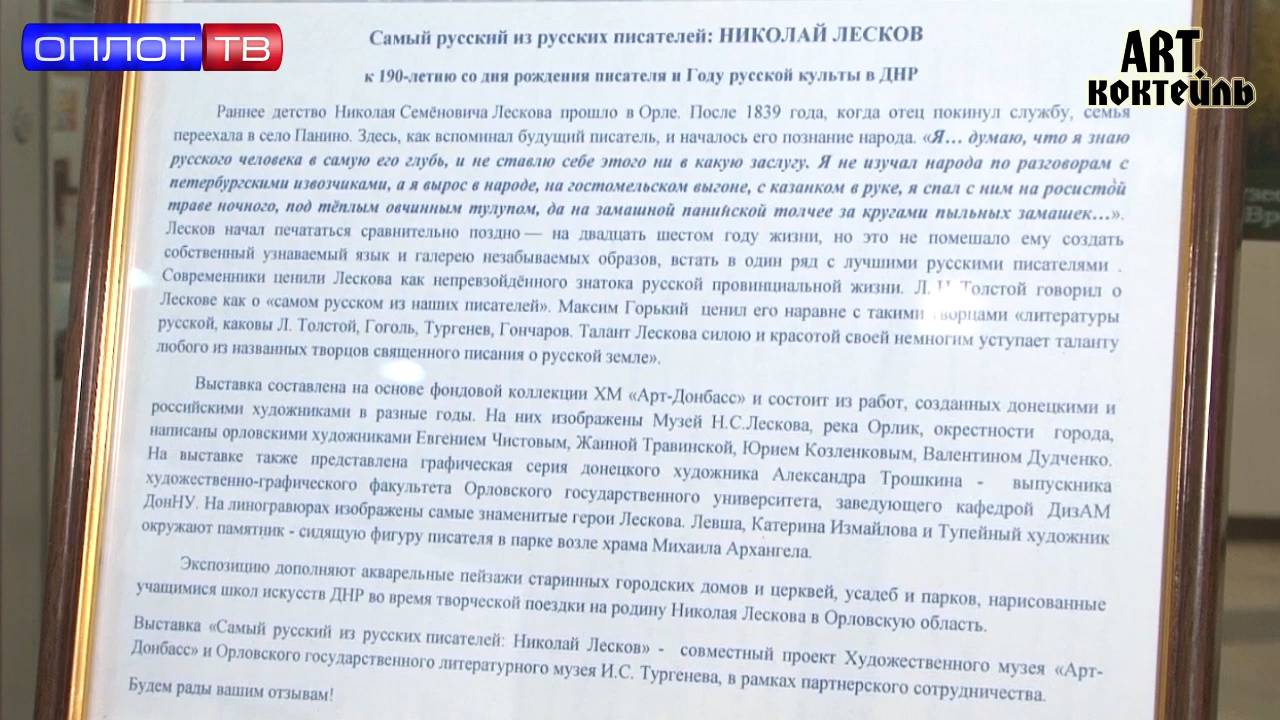 ОПЛОТ ТВ
ART
КОКТЕЙЛЬ
Самый русский из русских писателей: НИКОЛАЙ ЛЕСКОВ
к 190-летию со дня рождения писателя и Году русской культы в ДНР
Раннее детство Николая Семёновича Лескова прошло в Орле. После 1839 года, когда отец покинул службу, семья
переехала в село Панино. Здесь, как вспоминал будущий писатель, и началось его познание народа. «Я… думаю, что я знаю
русского человека в самую его глубь, и не ставлю себе этого ни в какую заслугу. Я не изучал народа по разговорам с
петербургскими извозчиками, а я вырос в народе, на гостомельском выгоне, с казанком в руке, я спал с ним на росистой
траве ночного, под тёплым овчинным тулупом, да на замашной панинской толчее за кругами пыльных замашек…».
Лесков начал печататься сравнительно поздно — на двадцать шестом году жизни, но это не помешало ему создать
собственный узнаваемый язык и галерею незабываемых образов, встать в один ряд с лучшими русскими писателями .
Современники ценили Лескова как непревзойдённого знатока русской провинциальной жизни. Л. Н Толстой говорил о
Лескове как о «самом русском из наших писателей». Максим Горький ценил его наравне с такими творцами «литературы
русской, каковы Л. Толстой, Гоголь, Тургенев, Гончаров. Талант Лескова силою и красотой своей немногим уступает таланту
любого из названных творцов священного писания о русской земле».
Выставка составлена на основе фондовой коллекции ХМ «Арт-Донбасс» и состоит из работ, созданных донецкими и
российскими художниками в разные годы. На них изображены Музей Н.С.Лескова, река Орлик, окрестности города,
написаны орловскими художниками Евгением Чистовым, Жанной Травинской, Юрием Козленковым, Валентином Дудченко.
На выставке также представлена графическая серия донецкого художника Александра Трошкина - выпускника
художественно-графического факультета Орловского государственного университета, заведующего кафедрой ДизАМ
ДонНУ. На линогравюрах изображены самые знаменитые герои Лескова. Левша, Катерина Измайлова и Тупейный художник
окружают памятник - сидящую фигуру писателя в парке возле храма Михаила Архангела.
Экспозицию дополняют акварельные пейзажи старинных городских домов и церквей, усадеб и парков, нарисованные
учащимися школ искусств ДНР во время творческой поездки на родину Николая Лескова в Орловскую область.
Выставка «Самый русский из русских писателей: Николай Лесков» - совместный проект Художественного музея «Арт-
Донбасс» и Орловского государственного литературного музея И.С. Тургенева, в рамках партнерского сотрудничества.
Будем рады вашим отзывам!